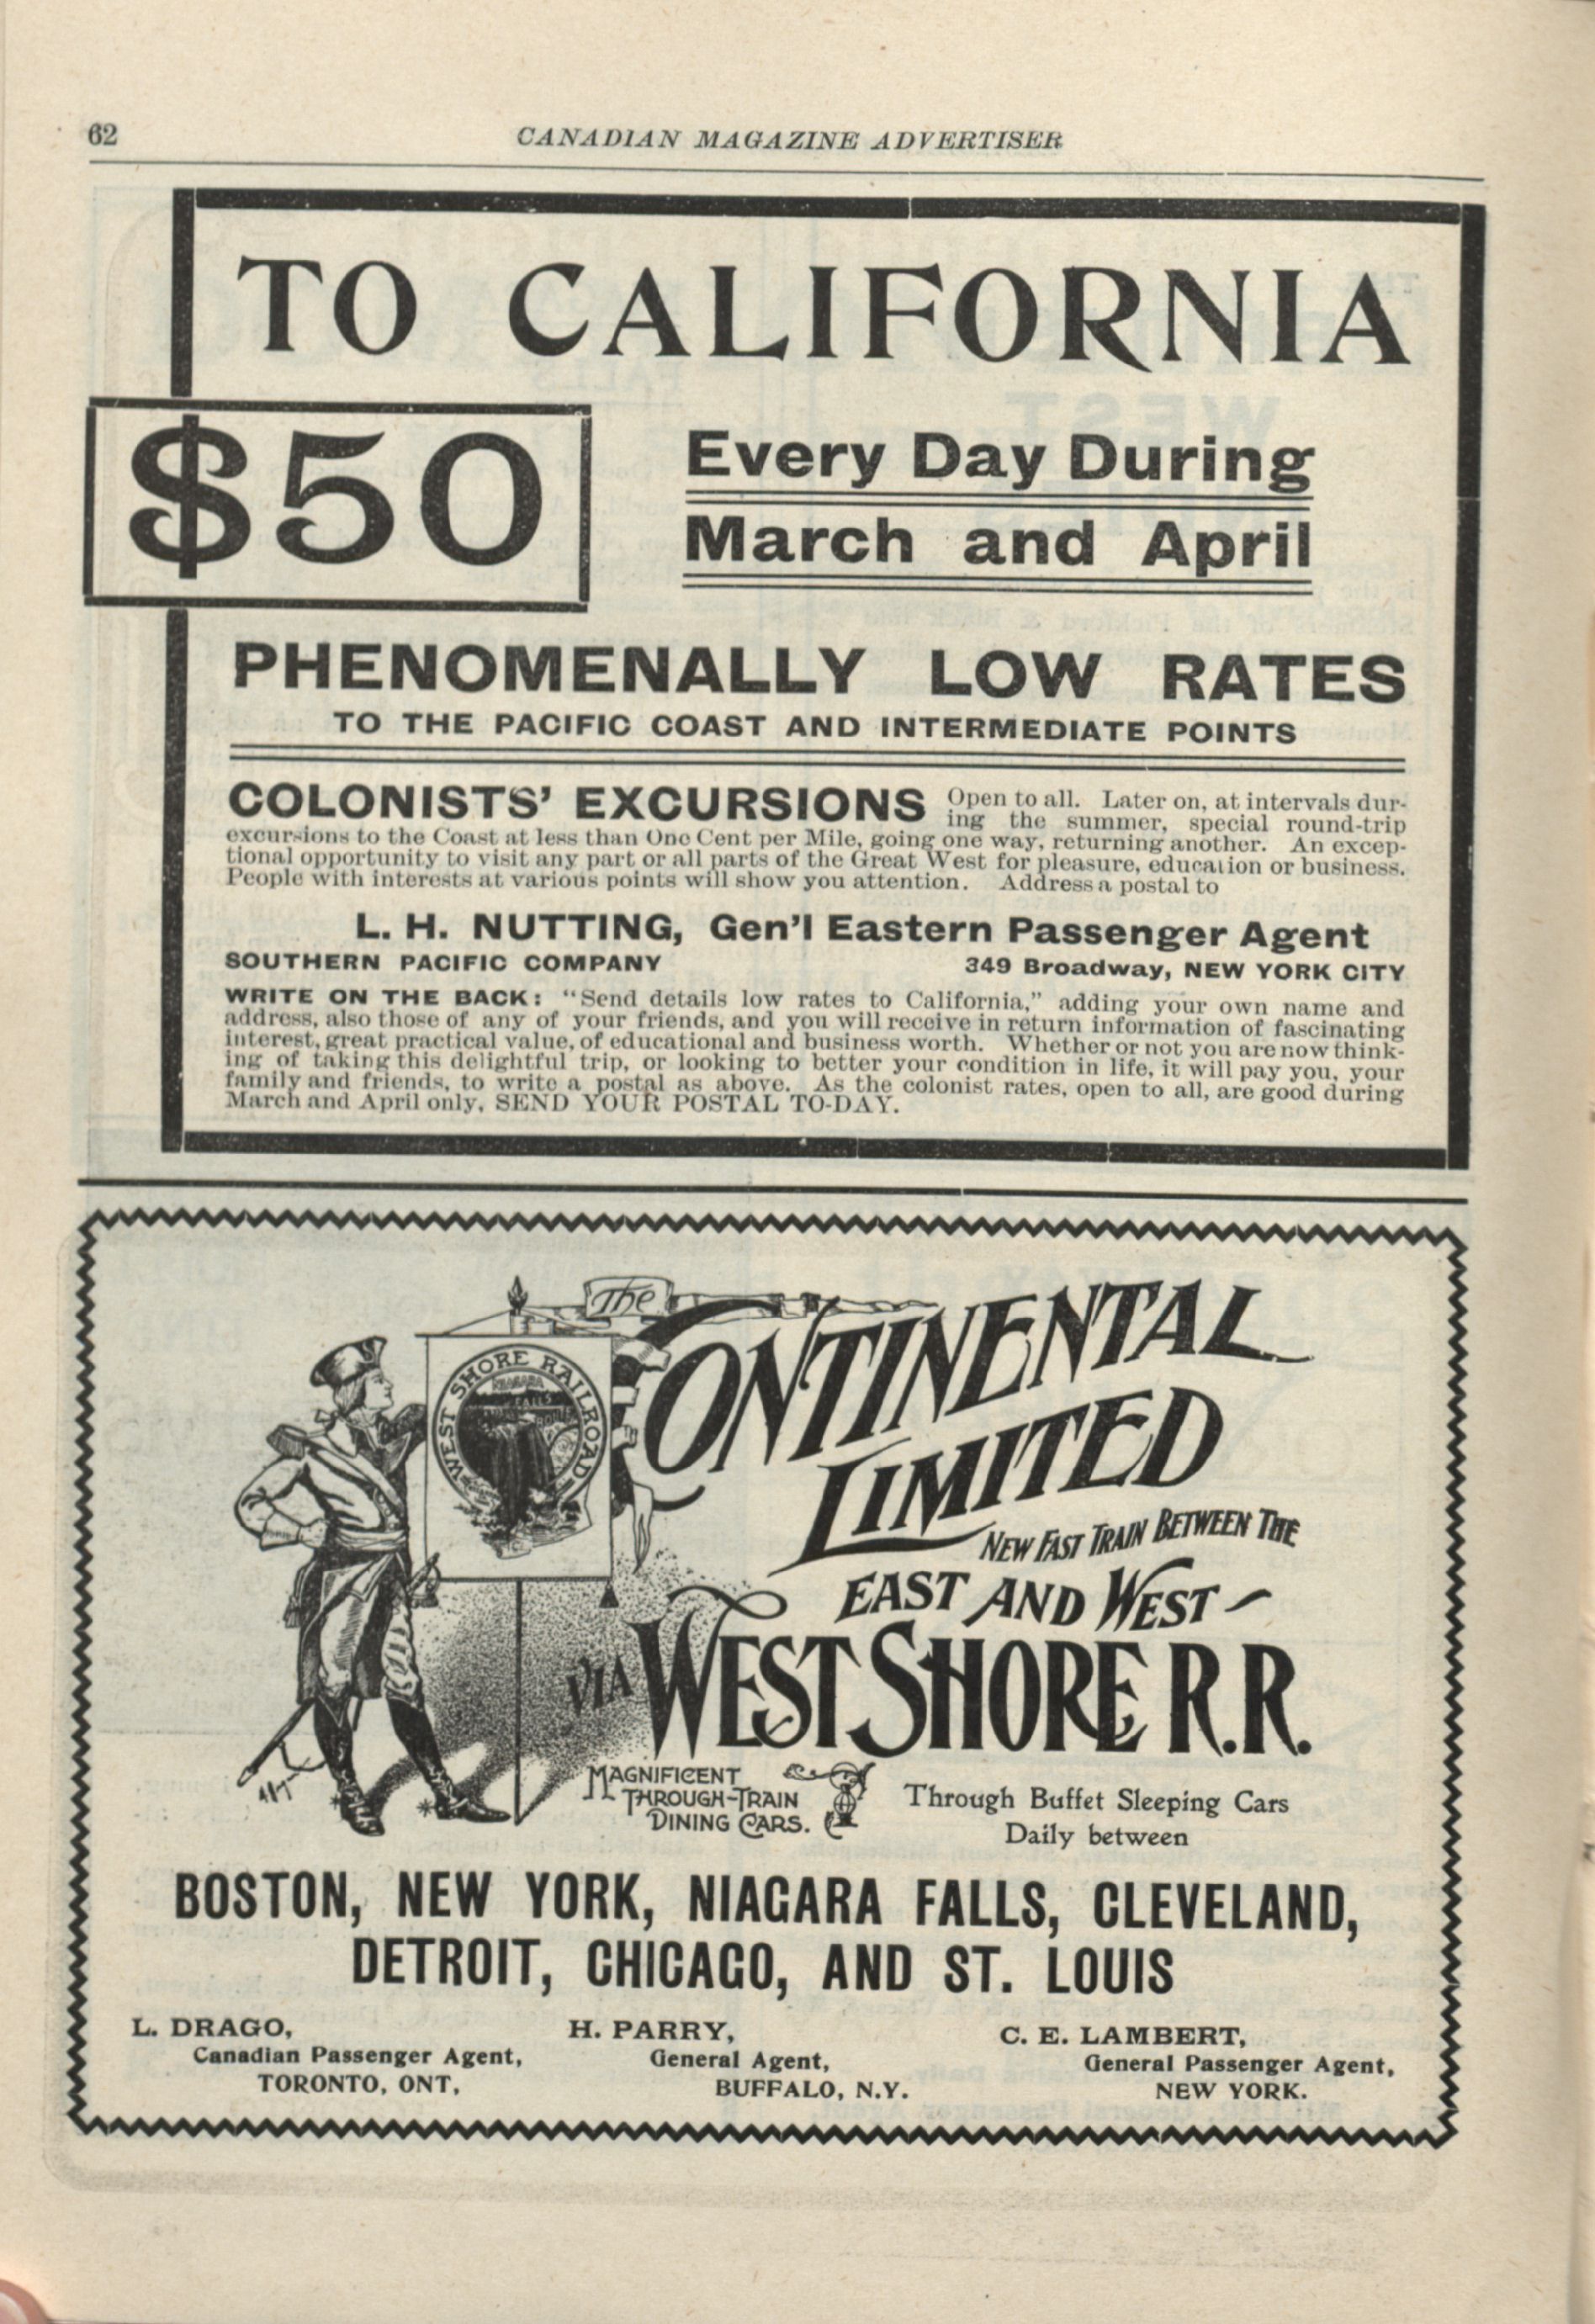 62
CANADIAN MAGAZINE ADVERTISER
TO CALIFORNIA
$50
Every Day During
March and April
PHENOMENALLY LOW RATES
TO THE PACIFIC COAST AND INTERMEDIATE POINTS
COLONISTS' EXCURSIONS Open to all. Later on, at intervals dur-
ing the summer, special round-trip
excursions to the Coast at less than One Cent per Mile, going one way, returning another. An excep-
tional opportunity to visit any part or all parts of the Great West for pleasure, education or business.
People with interests at various points will show you attention. Address a postal to
L. H. NUTTING, Gen'l Eastern Passenger Agent
SOUTHERN PACIFIC COMPANY 349 Broadway, NEW YORK CITY
WRITE ON THE BACK: "Send details low rates to California," adding your own name and
address, also those of any of your friends, and you will receive in return information of fascinating
interest, great practical value, of educational and business worth. Whether or not you are now think-
ing of taking this delightful trip, or looking to better your condition in life, it will pay you, your
family and friends, to write a postal as above. As the colonist rates, open to all, are good during
March and April only, SEND YOUR POSTAL TO-DAY.
The
CONTINENTAL
LIMITED
WEST SHORE RAILROAD
NIAGARA
FALLS
ROUTE
NEW FAST TRAIN BETWEEN THE
EAST AND WEST
VIA WEST SHORE R.R.
MAGNIFICENT
THROUGH-TRAIN
DINING CARS.
Through Buffet Sleeping Cars
Daily between
BOSTON, NEW YORK, NIAGARA FALLS, CLEVELAND,
DETROIT, CHICAGO, AND ST. LOUIS
L. DRAGO,
Canadian Passenger Agent,
TORONTO, ONT,
H. PARRY,
General Agent,
BUFFALO, N.Y.
C. E. LAMBERT,
General Passenger Agent,
NEW YORK.